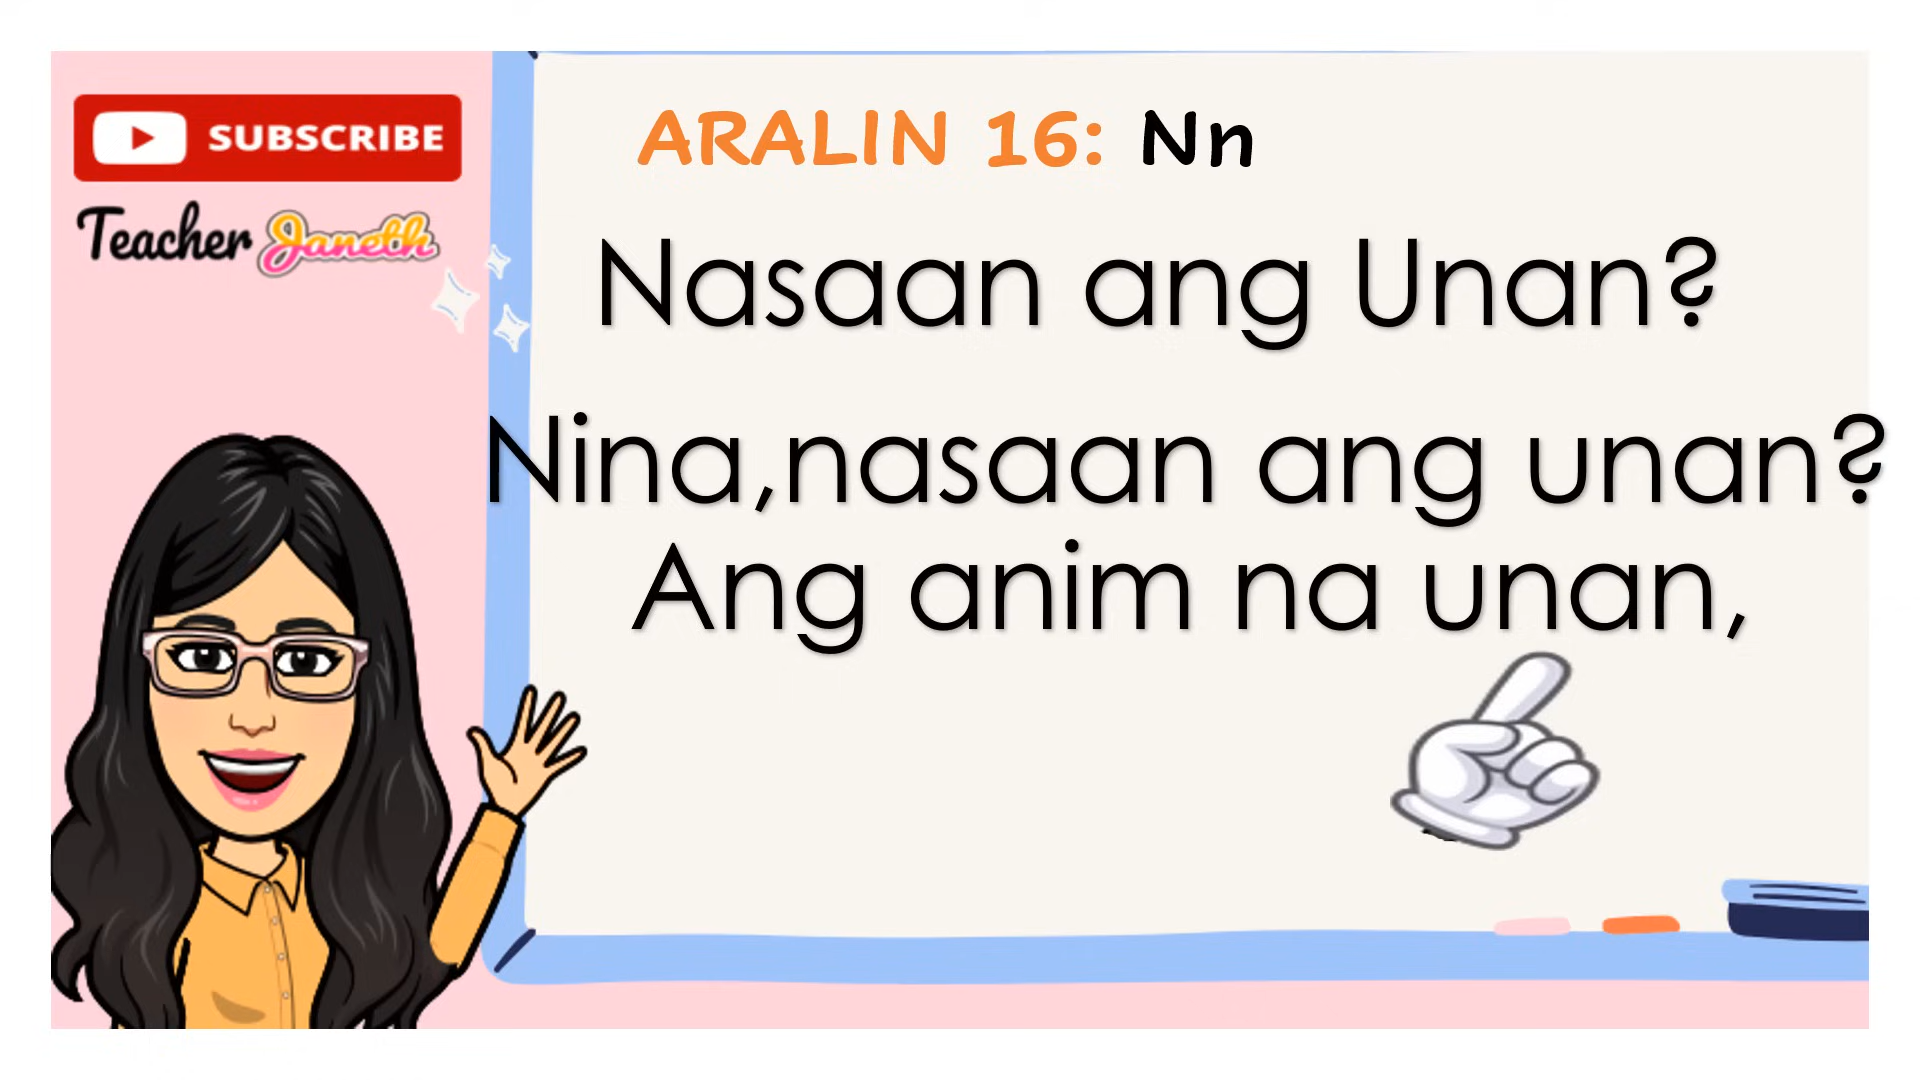 SUBSCRIBE
Teacher Janeth
ARALIN 16: Nn
Nasaan ang Unan?
Nina,nasaan ang unan?
Ang anim na unan,